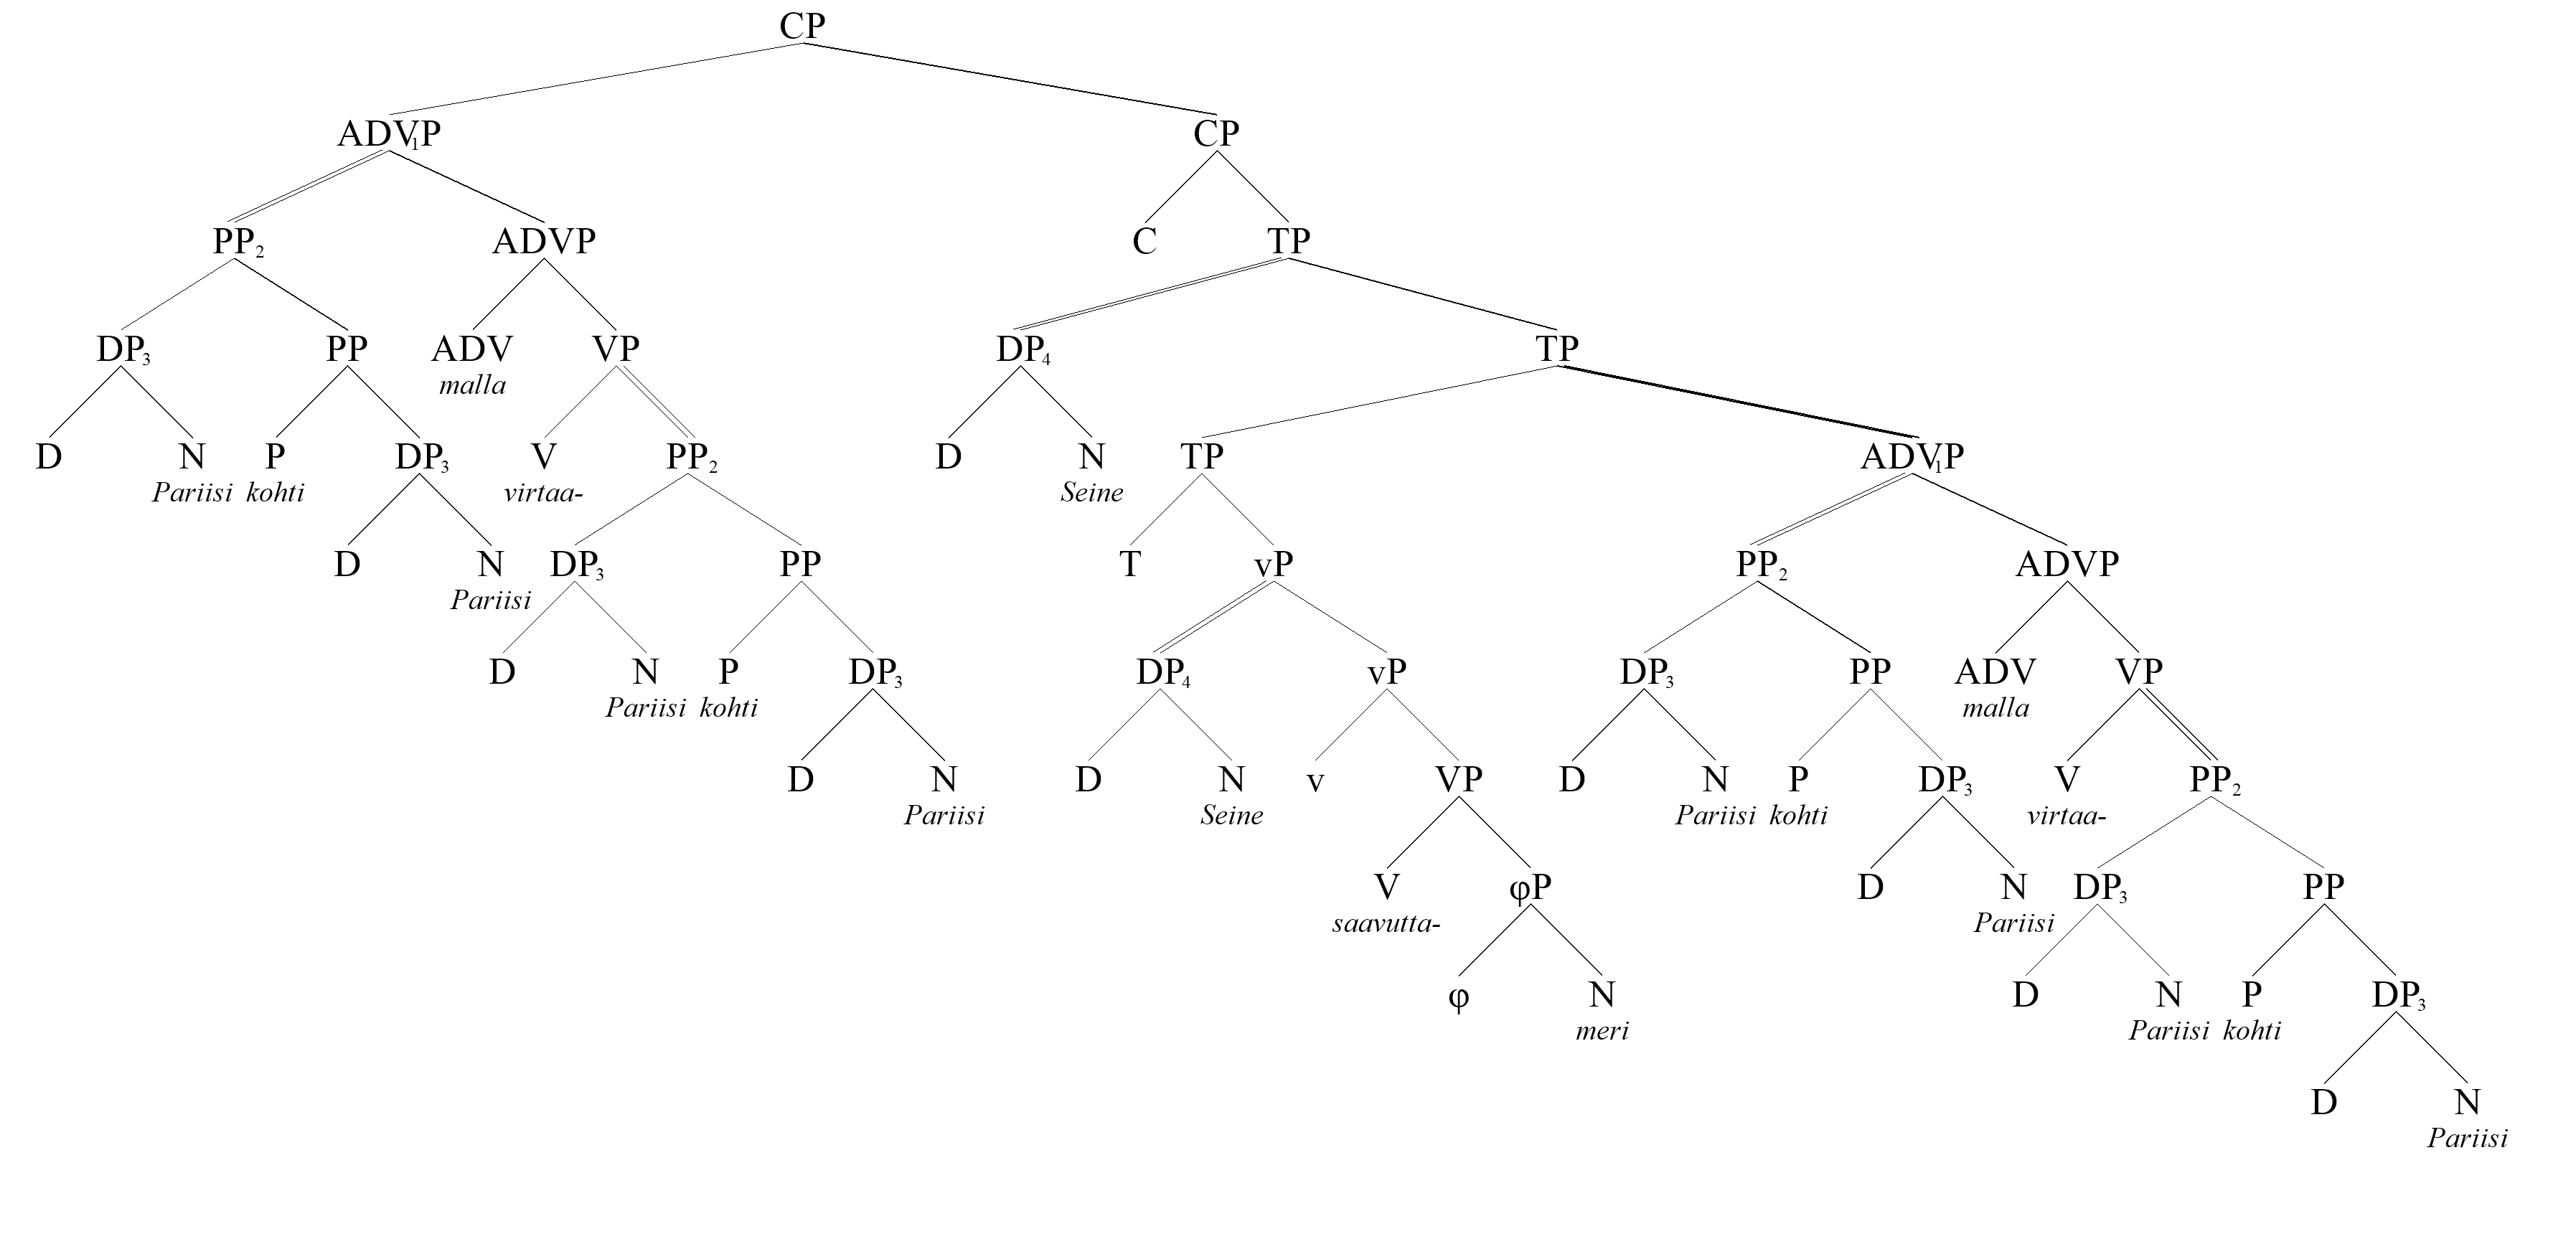 CP
ADVP₁ CP
PP₂ ADVP C TP
DP₃ PP ADV VP DP₄ TP
malla
D N P DP₃ V PP₂ D N TP ADVP₁
Pariisi kohti virtaa- Seine
D N DP₃ PP T vP PP₂ ADVP
Pariisi
D N P DP₃ DP₄ vP DP₃ PP ADV VP
Pariisi kohti malla
D N D N v VP D N P DP₃ V PP₂
Pariisi Seine Pariisi kohti virtaa-
V φP D N DP₃ PP
saavutta- Pariisi
φ N D N P DP₃
meri Pariisi kohti
D N
Pariisi